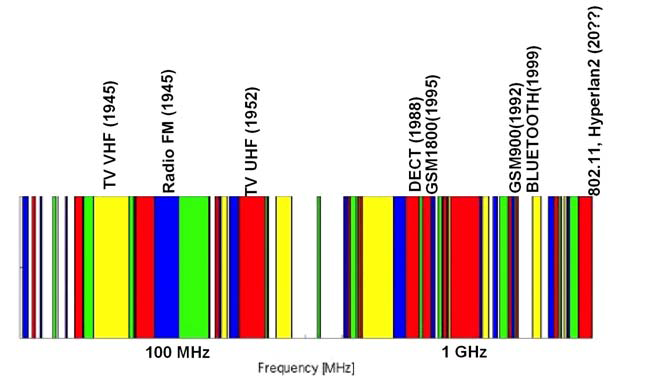 TV VHF (1945)
Radio FM (1945)
TV UHF (1952)
DECT (1988)
GSM1800(1995)
GSM900(1992)
BLUETOOTH(1999)
802.11, Hyperlan2 (20??)
100 MHz
1 GHz
Frequency [MHz]